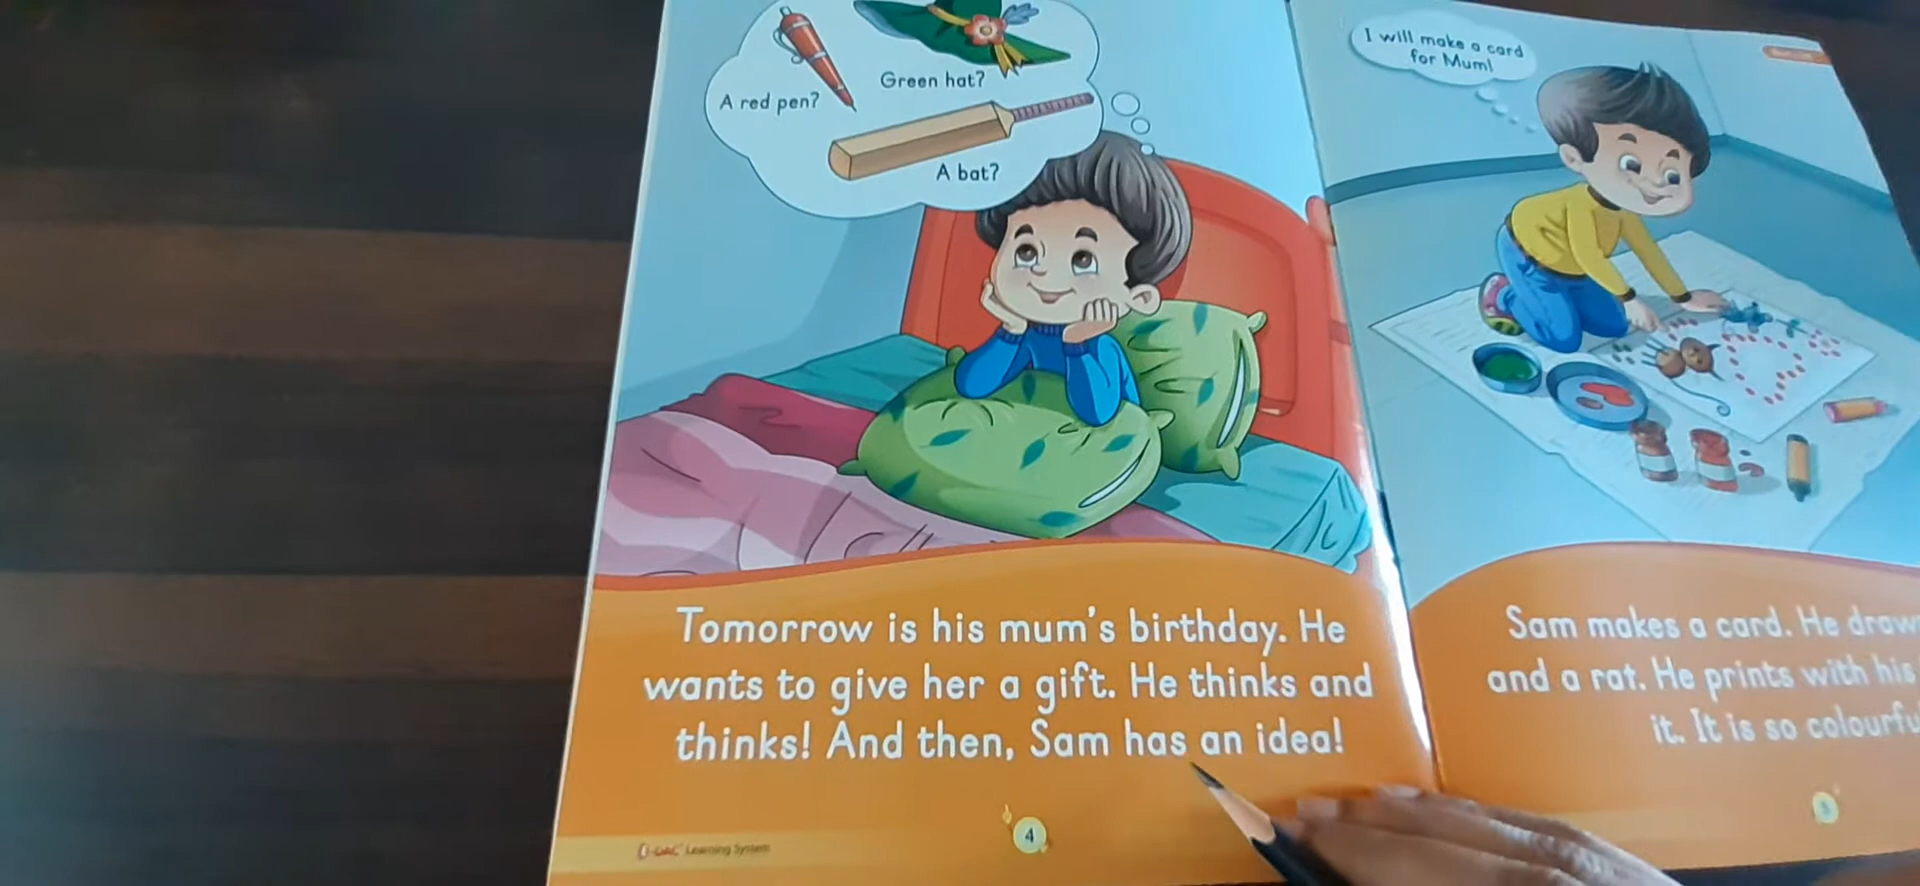 A red pen?
Green hat?
A bat?
Tomorrow is his mum's birthday. He
wants to give her a gift. He thinks and
thinks! And then, Sam has an idea!
Learning System
4
I will make a card
for Mum!
Sam makes a card. He draw
and a rat. He prints with his
it. It is so colourfu